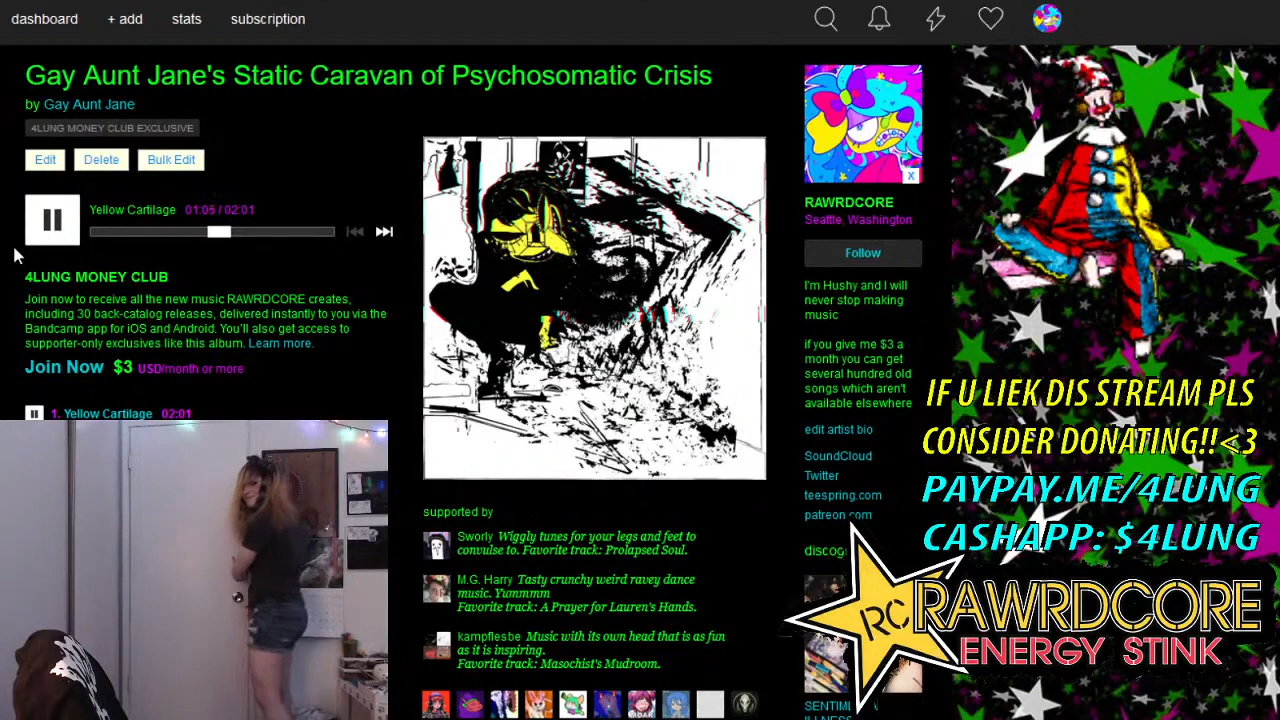 dashboard
+ add
stats
subscription
Gay Aunt Jane's Static Caravan of Psychosomatic Crisis
by Gay Aunt Jane
4LUNG MONEY CLUB EXCLUSIVE
Edit
Delete
Bulk Edit
Yellow Cartilage 01:05 / 02:01
4LUNG MONEY CLUB
Join now to receive all the new music RAWRDCORE creates,
including 30 back-catalog releases, delivered instantly to you via the
Bandcamp app for iOS and Android. You'll also get access to
supporter-only exclusives like this album. Learn more.
Join Now $3 USD/month or more
1. Yellow Cartilage 02:01
supported by
Sworly Wiggly tunes for your legs and feet to
convulse to. Favorite track: Prolapsed Soul.
M.G. Harry Tasty crunchy weird ravey dance
music. Yummmm
Favorite track: A Prayer for Lauren's Hands.
kampflesbe Music with its own head that is as fun
as it is inspiring.
Favorite track: Masochist's Mudroom.
X
RAWRDCORE
Seattle, Washington
Follow
I'm Hushy and I will
never stop making
music
if you give me $3 a
month you can get
several hundred old
songs which aren't
available elsewhere
edit artist bio
SoundCloud
Twitter
teespring.com
patreon.com
discog
SENTIM
IF U LIEK DIS STREAM PLS
CONSIDER DONATING!!<3
PAYPAY.ME/4LUNG
CASHAPP: $4LUNG
RC
RAWRDCORE
ENERGY STINK